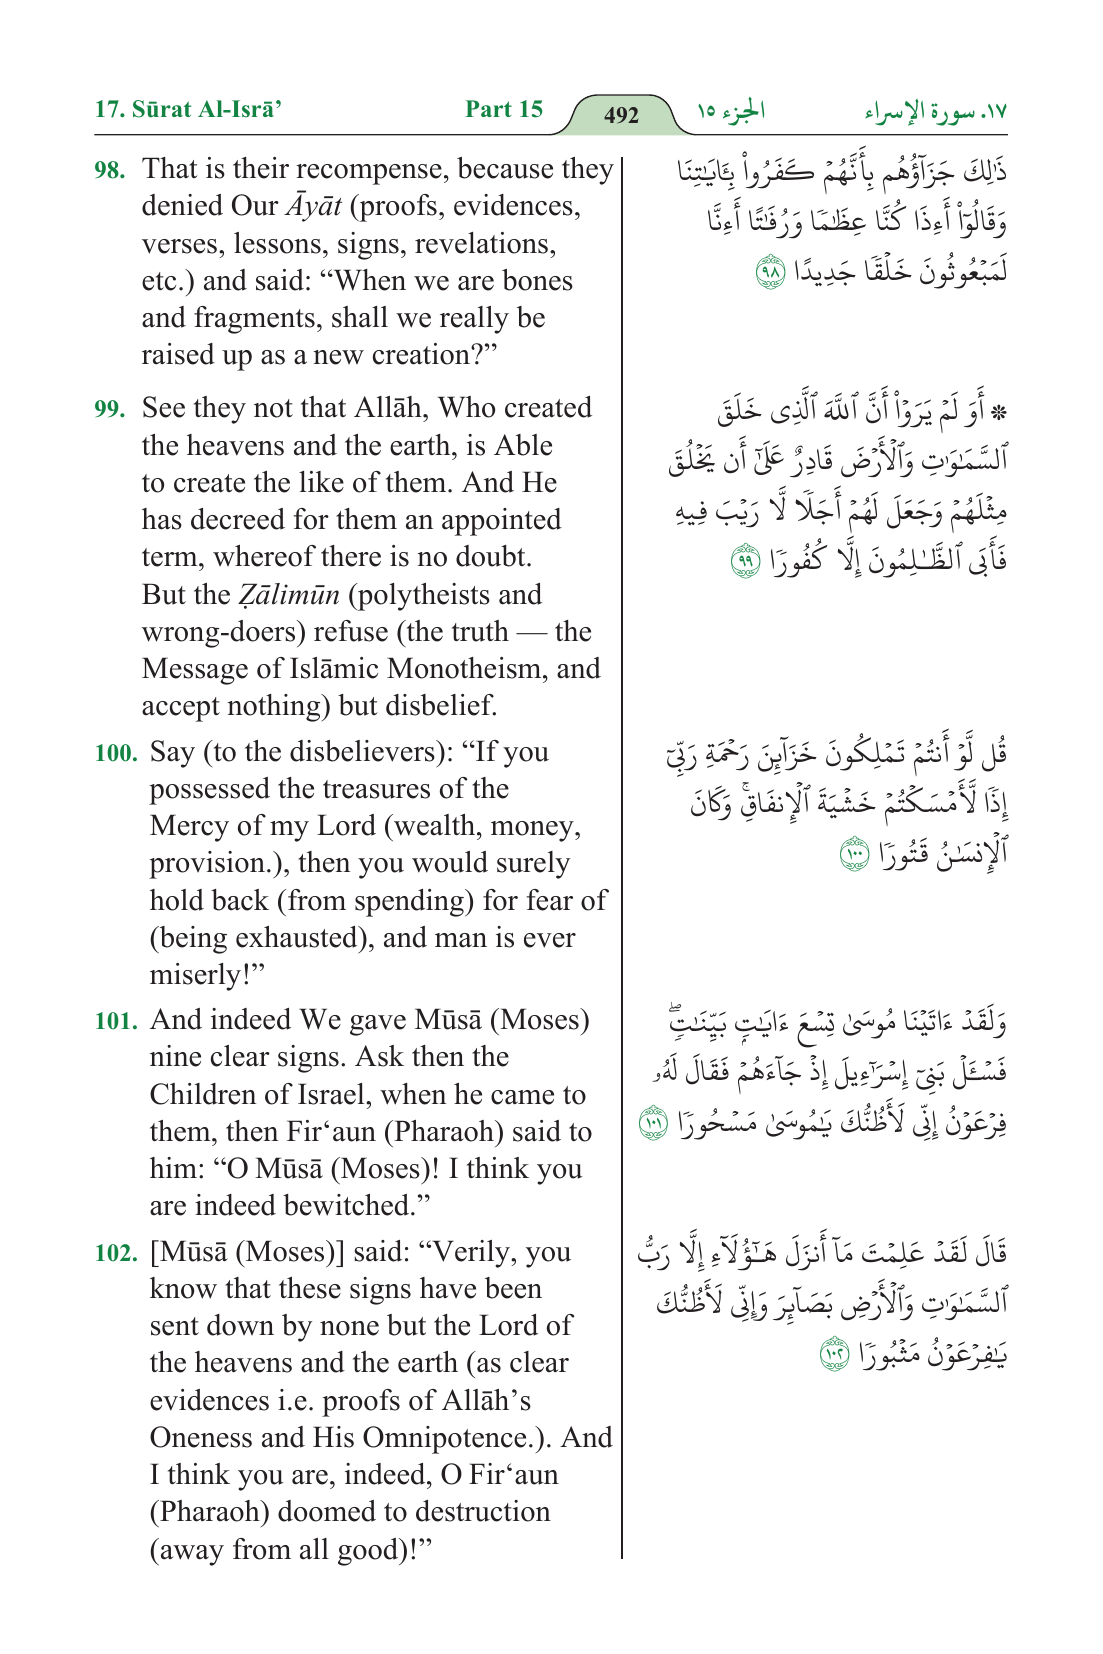 17. Sūrat Al-Isrā’ Part 15 492 الجزء ١٥ ١٧. سورة الإسراء
98. That is their recompense, because they
denied Our Āyāt (proofs, evidences,
verses, lessons, signs, revelations,
etc.) and said: “When we are bones
and fragments, shall we really be
raised up as a new creation?”
ذَٰلِكَ جَزَآؤُهُم بِأَنَّهُمْ كَفَرُوا۟ بِـَٔايَـٰتِنَا
وَقَالُوٓا۟ أَءِذَا كُنَّا عِظَـٰمًا وَرُفَـٰتًا أَءِنَّا
لَمَبْعُوثُونَ خَلْقًا جَدِيدًا ٩٨
99. See they not that Allāh, Who created
the heavens and the earth, is Able
to create the like of them. And He
has decreed for them an appointed
term, whereof there is no doubt.
But the Ẓālimūn (polytheists and
wrong-doers) refuse (the truth — the
Message of Islāmic Monotheism, and
accept nothing) but disbelief.
* أَوَ لَمْ يَرَوْا۟ أَنَّ ٱللَّهَ ٱلَّذِى خَلَقَ
ٱلسَّمَـٰوَٰتِ وَٱلْأَرْضَ قَادِرٌ عَلَىٰٓ أَن يَخْلُقَ
مِثْلَهُمْ وَجَعَلَ لَهُمْ أَجَلًا لَّا رَيْبَ فِيهِ
فَأَبَى ٱلظَّـٰلِمُونَ إِلَّا كُفُورًا ٩٩
100. Say (to the disbelievers): “If you
possessed the treasures of the
Mercy of my Lord (wealth, money,
provision.), then you would surely
hold back (from spending) for fear of
(being exhausted), and man is ever
miserly!”
قُل لَّوْ أَنتُمْ تَمْلِكُونَ خَزَآئِنَ رَحْمَةِ رَبِّىٓ
إِذًا لَّأَمْسَكْتُمْ خَشْيَةَ ٱلْإِنفَاقِ ۚ وَكَانَ
ٱلْإِنسَـٰنُ قَتُورًا ١٠٠
101. And indeed We gave Mūsā (Moses)
nine clear signs. Ask then the
Children of Israel, when he came to
them, then Fir‘aun (Pharaoh) said to
him: “O Mūsā (Moses)! I think you
are indeed bewitched.”
وَلَقَدْ ءَاتَيْنَا مُوسَىٰ تِسْعَ ءَايَـٰتٍۭ بَيِّنَـٰتٍ ۖ
فَسْـَٔلْ بَنِىٓ إِسْرَٰٓءِيلَ إِذْ جَآءَهُمْ فَقَالَ لَهُۥ
فِرْعَوْنُ إِنِّى لَأَظُنُّكَ يَـٰمُوسَىٰ مَسْحُورًا ١٠١
102. [Mūsā (Moses)] said: “Verily, you
know that these signs have been
sent down by none but the Lord of
the heavens and the earth (as clear
evidences i.e. proofs of Allāh’s
Oneness and His Omnipotence.). And
I think you are, indeed, O Fir‘aun
(Pharaoh) doomed to destruction
(away from all good)!”
قَالَ لَقَدْ عَلِمْتَ مَآ أَنزَلَ هَـٰٓؤُلَآءِ إِلَّا رَبُّ
ٱلسَّمَـٰوَٰتِ وَٱلْأَرْضِ بَصَآئِرَ وَإِنِّى لَأَظُنُّكَ
يَـٰفِرْعَوْنُ مَثْبُورًا ١٠٢